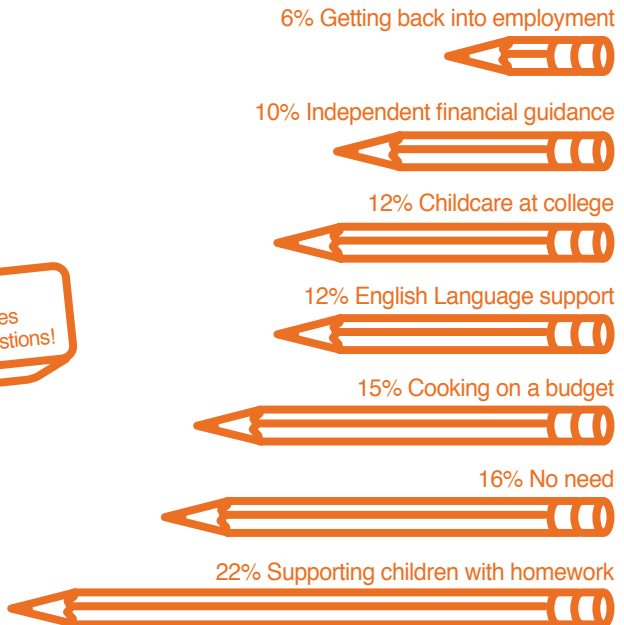 6% Getting back into employment
10% Independent financial guidance
12% Childcare at college
12% English Language support
15% Cooking on a budget
16% No need
22% Supporting children with homework